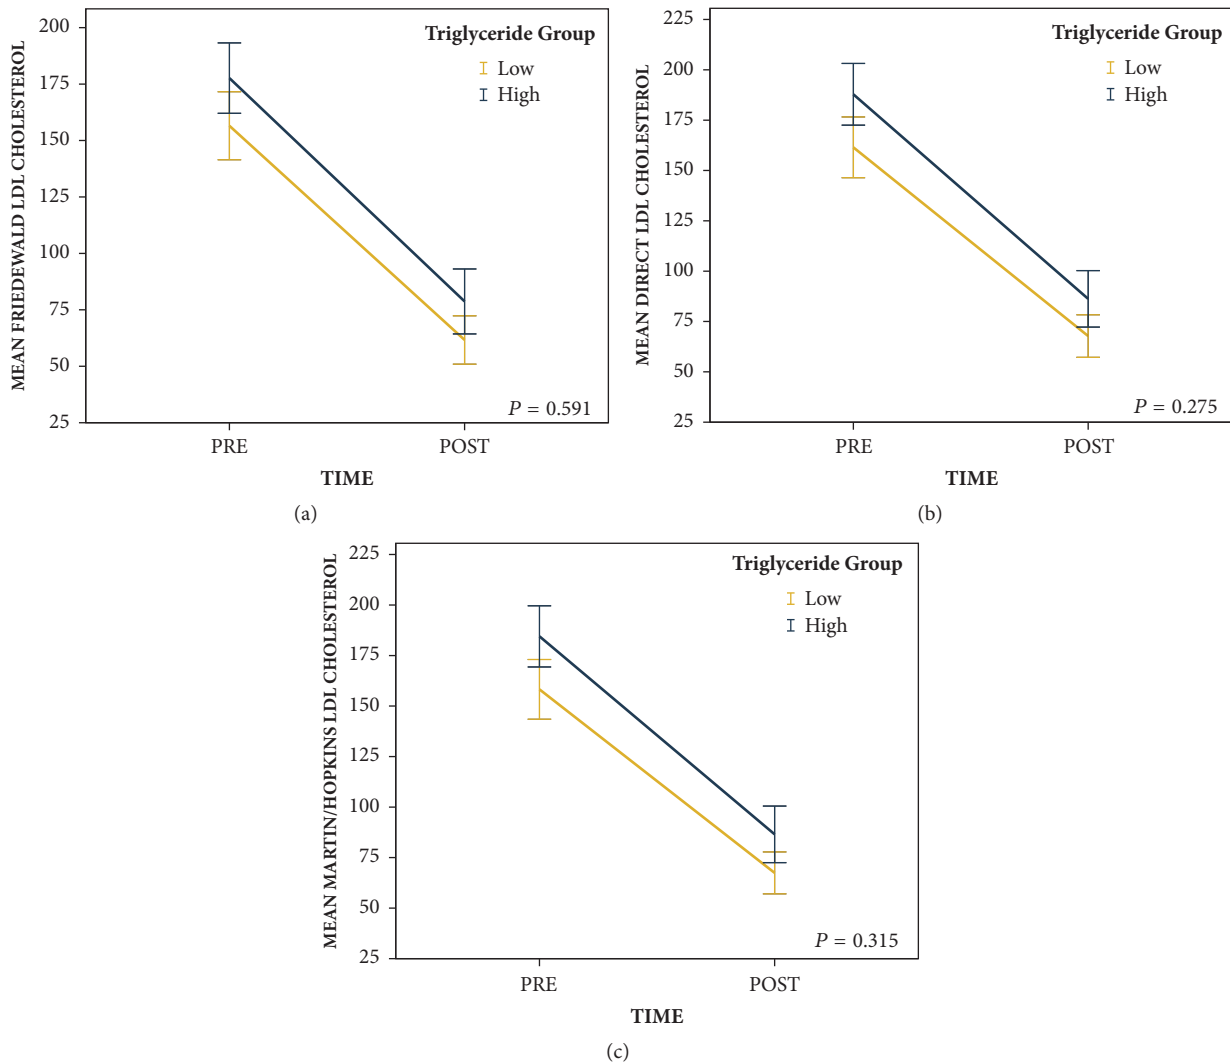 MEAN FRIEDEWALD LDL CHOLESTEROL
200
175
150
125
100
75
50
25
Triglyceride Group
Low
High
P = 0.591
PRE
POST
TIME
(a)
MEAN DIRECT LDL CHOLESTEROL
225
200
175
150
125
100
75
50
25
Triglyceride Group
Low
High
P = 0.275
PRE
POST
TIME
(b)
MEAN MARTIN/HOPKINS LDL CHOLESTEROL
225
200
175
150
125
100
75
50
25
Triglyceride Group
Low
High
P = 0.315
PRE
POST
TIME
(c)